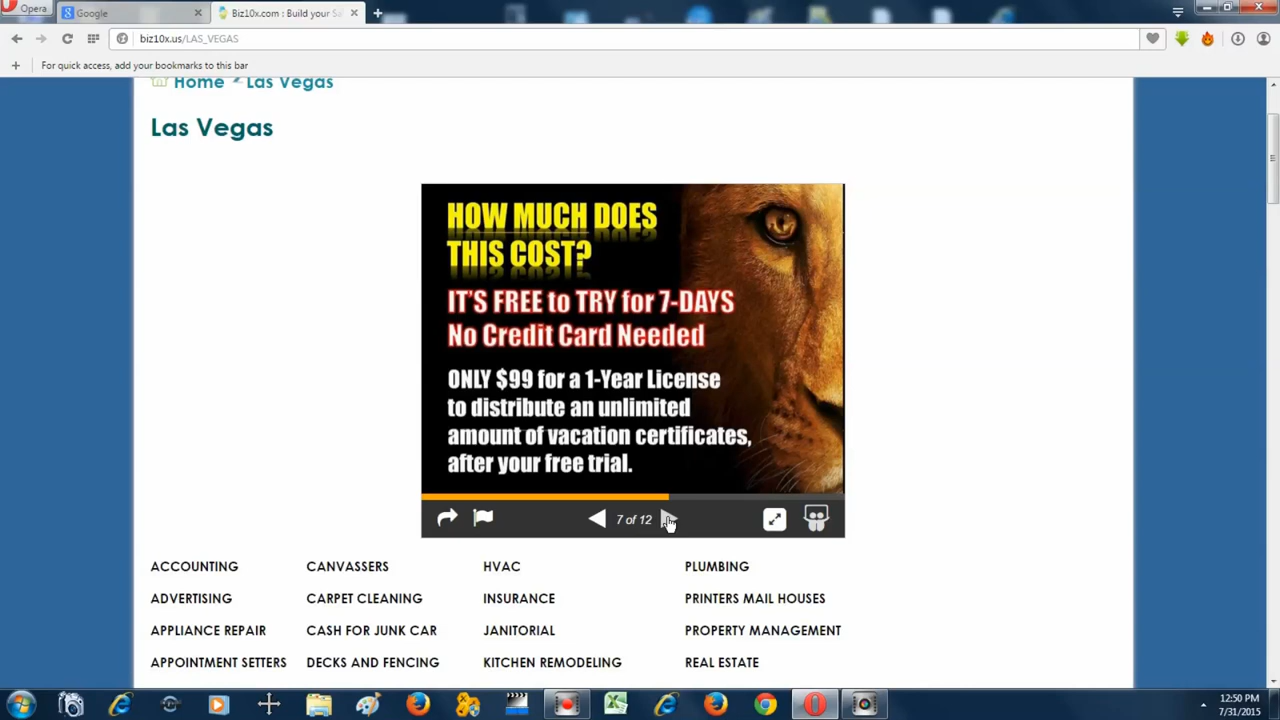 Opera
Google
Biz10x.com : Build your Sa
biz10x.us/LAS_VEGAS
For quick access, add your bookmarks to this bar
Home Las Vegas
Las Vegas
HOW MUCH DOES
THIS COST?
IT'S FREE to TRY for 7-DAYS
No Credit Card Needed
ONLY $99 for a 1-Year License
to distribute an unlimited
amount of vacation certificates,
after your free trial.
7 of 12
ACCOUNTING CANVASSERS HVAC PLUMBING
ADVERTISING CARPET CLEANING INSURANCE PRINTERS MAIL HOUSES
APPLIANCE REPAIR CASH FOR JUNK CAR JANITORIAL PROPERTY MANAGEMENT
APPOINTMENT SETTERS DECKS AND FENCING KITCHEN REMODELING REAL ESTATE
12:50 PM
7/31/2015